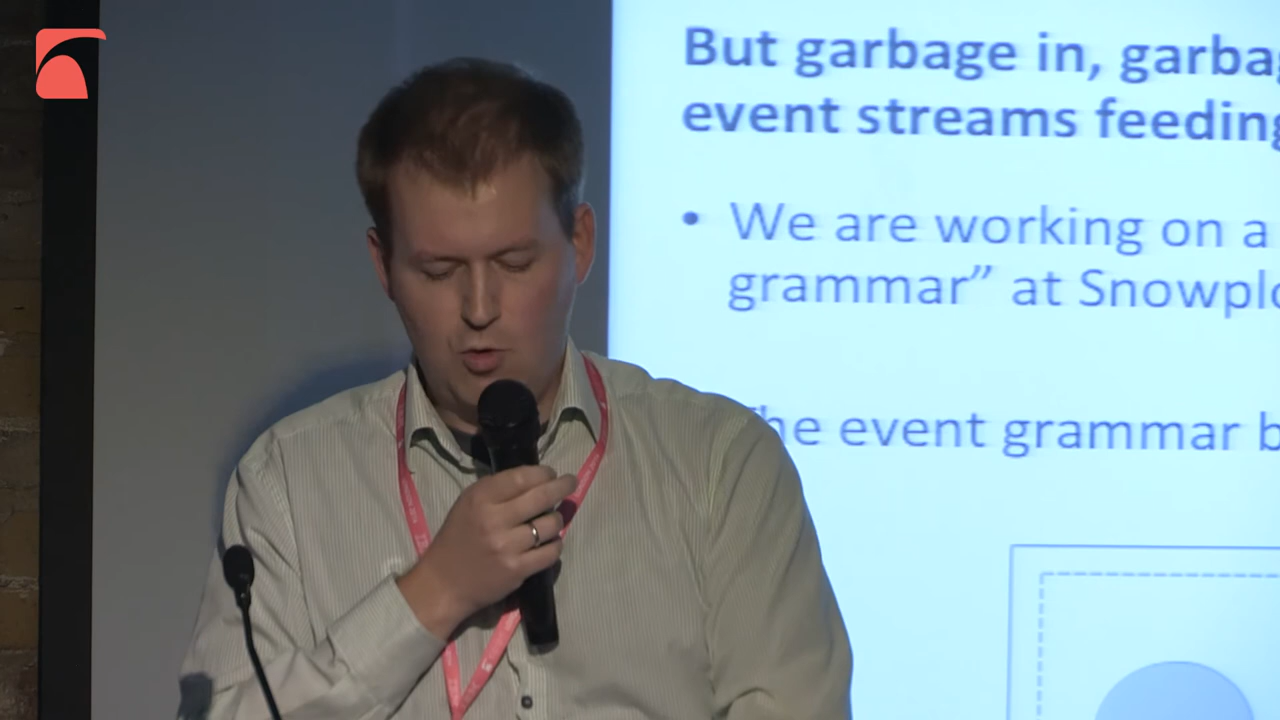 But garbage in, garba
event streams feeding
• We are working on a
grammar” at Snowplo
he event grammar b